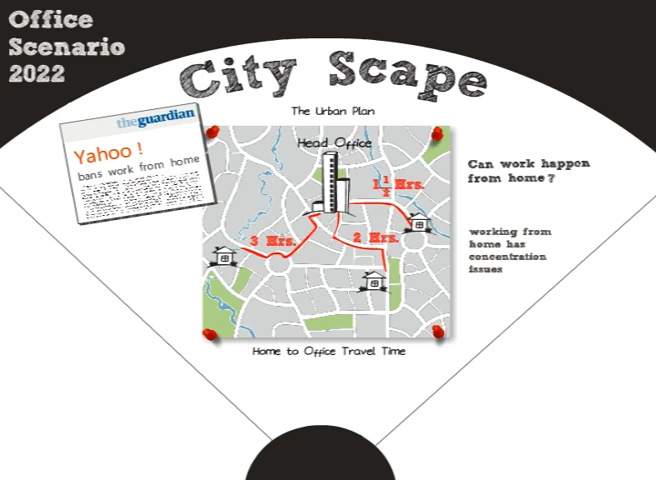 Office
Scenario
2022
City Scape
The Urban Plan
theguardian
Yahoo !
bans work from home
Head Office
1 1/2 Hrs.
3 Hrs.
2 Hrs.
Home to Office Travel Time
Can work happen
from home ?
working from
home has
concentration
issues